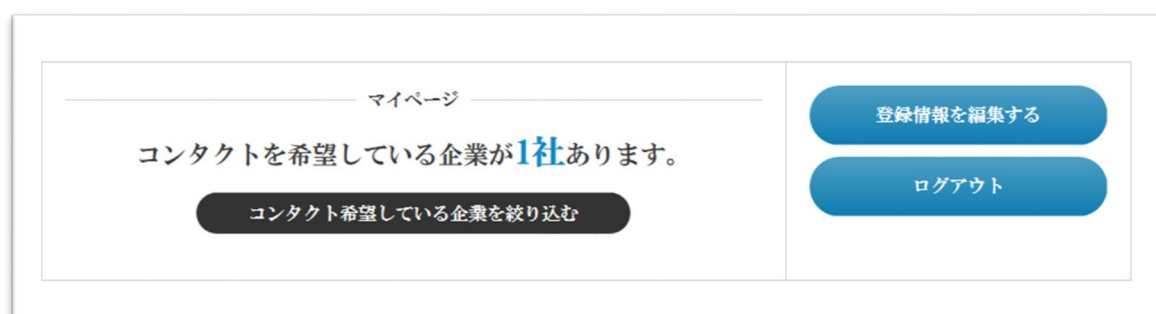 マイページ
コンタクトを希望している企業が1社あります。
コンタクト希望している企業を絞り込む
登録情報を編集する
ログアウト